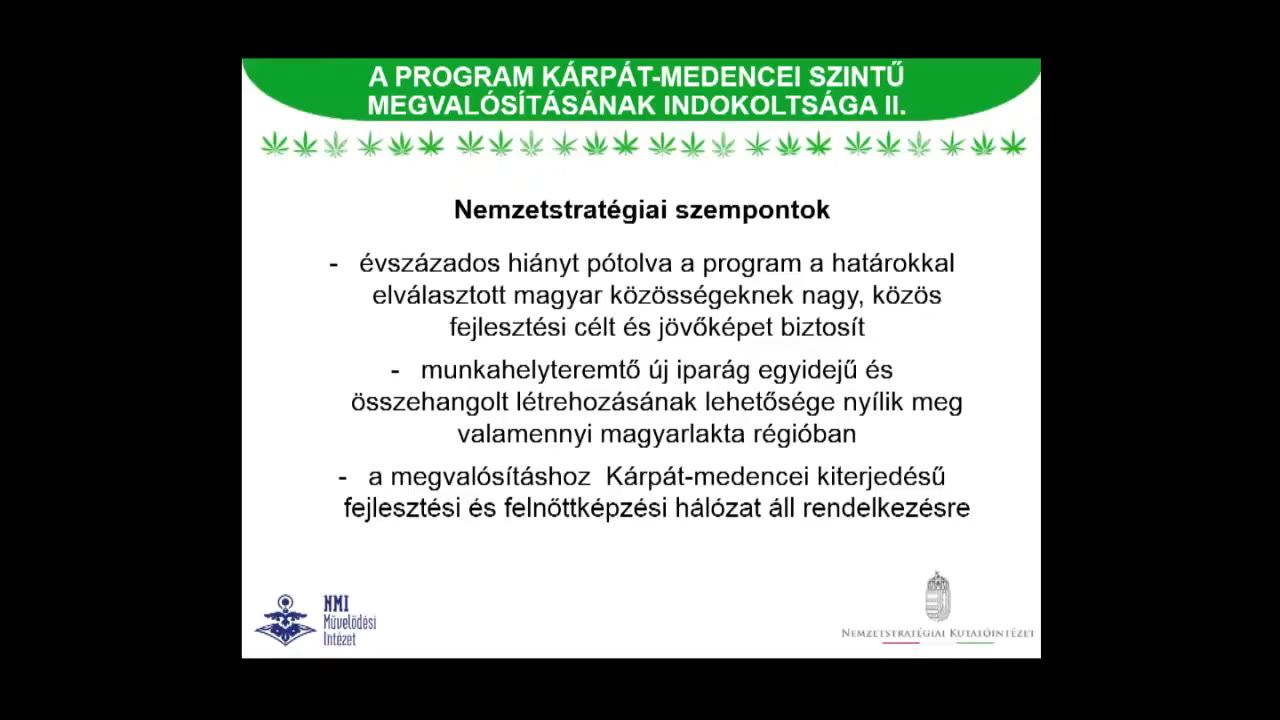 A PROGRAM KÁRPÁT-MEDENCEI SZINTŰ
MEGVALÓSÍTÁSÁNAK INDOKOLTSÁGA II.
Nemzetstratégiai szempontok
- évszázados hiányt pótolva a program a határokkal
elválasztott magyar közösségeknek nagy, közös
fejlesztési célt és jövőképet biztosít
- munkahelyteremtő új iparág egyidejű és
összehangolt létrehozásának lehetősége nyílik meg
valamennyi magyarlakta régióban
- a megvalósításhoz Kárpát-medencei kiterjedésű
fejlesztési és felnőttképzési hálózat áll rendelkezésre
NMI
Művelődési
Intézet
NEMZETSTRATÉGIAI KUTATÓINTÉZET